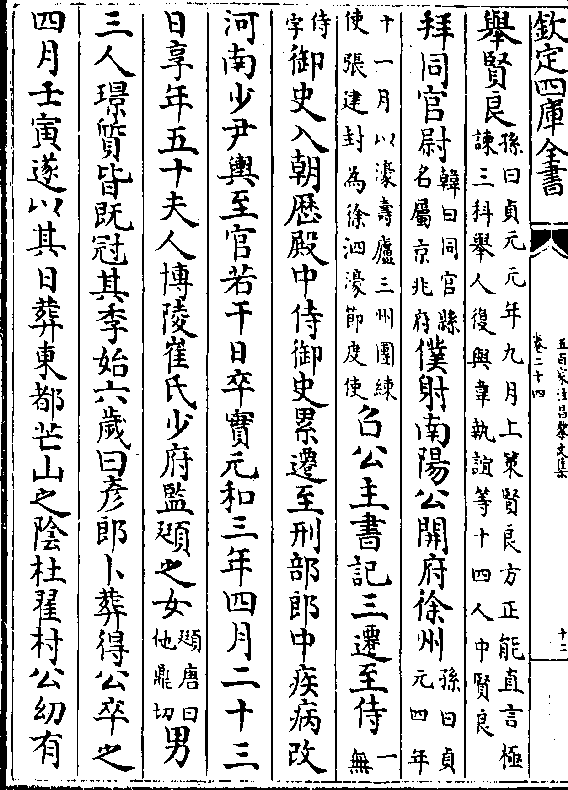 欽定四庫全書
五百家注昌黎文集
卷二十四
十二
舉賢良孫曰貞元元年九月上策賢良方正能直言極諫三科舉人復興韋執誼等十四人中賢良
拜同官尉韓曰同官縣名屬京兆府僕射南陽公開府徐州孫曰貞元四年
十一月以濠壽廬三州團練使張建封為徐泗濠節度使召公主書記三遷至侍一無
侍字御史入朝歷殿中侍御史累遷至刑部郎中疾病改
河南少尹輿至官若干日卒實元和三年四月二十三
日享年五十夫人博陵崔氏少府監頲之女頲唐曰他鼎切男
三人璟質皆既冠其季始六歲曰彥郎卜葬得公卒之
四月壬寅遂以其日葬東都芒山之陰杜翟村公幼有